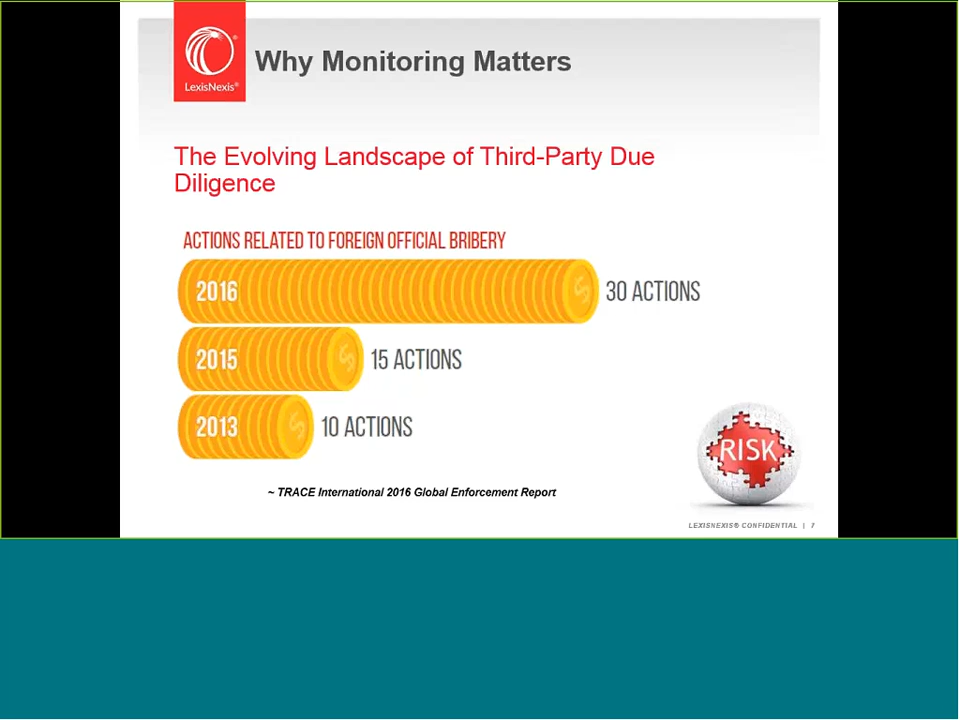 LexisNexis®
Why Monitoring Matters
The Evolving Landscape of Third-Party Due
Diligence
ACTIONS RELATED TO FOREIGN OFFICIAL BRIBERY
2016 30 ACTIONS
2015 15 ACTIONS
2013 10 ACTIONS
RISK
~ TRACE International 2016 Global Enforcement Report
LEXISNEXIS® CONFIDENTIAL | 7